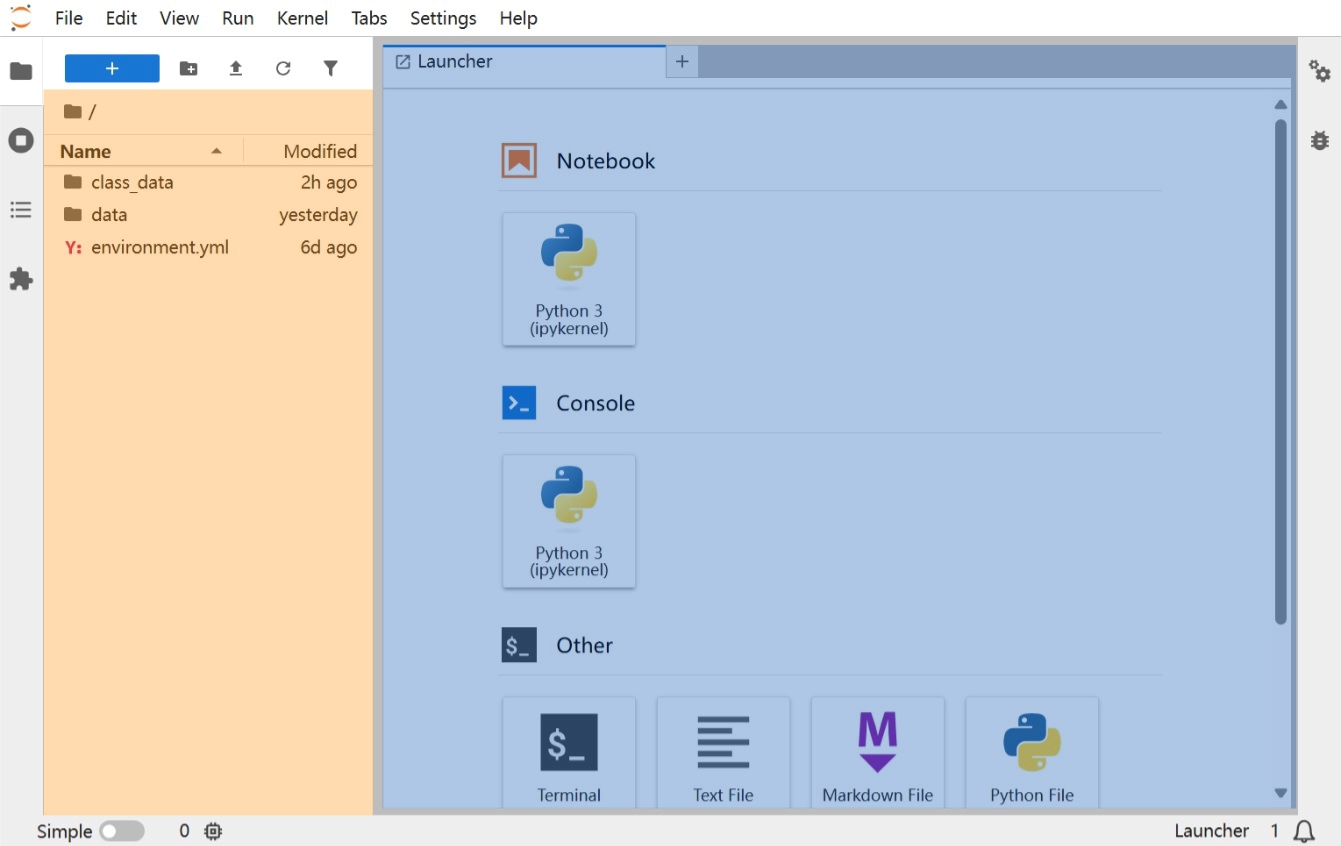 File Edit View Run Kernel Tabs Settings Help
+
Launcher +
/
Name Modified
class_data 2h ago
data yesterday
Y: environment.yml 6d ago
Notebook
Python 3
(ipykernel)
>_ Console
Python 3
(ipykernel)
$_ Other
$_
M
Terminal Text File Markdown File Python File
Simple 0 Launcher 1